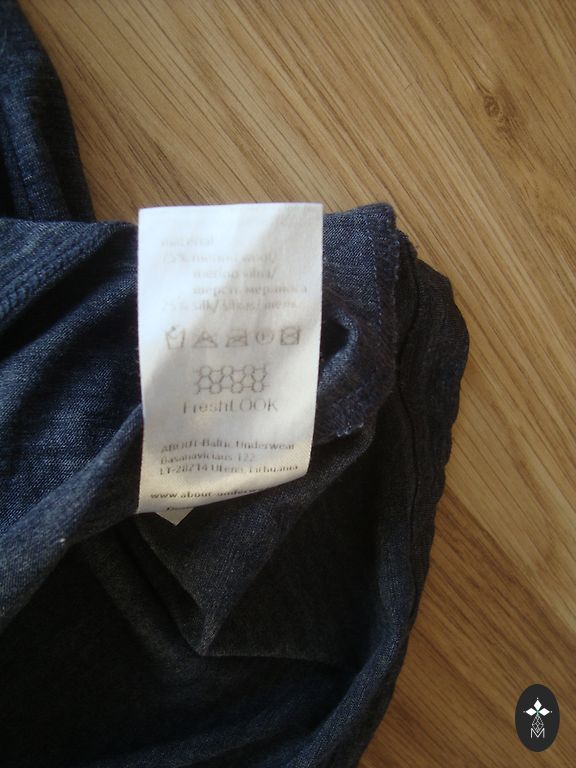 material
75% merino wool/
merino vilna/
шерсть мериноса
25% silk/šilkas/шелк
FreshLOOK
ABOUT-Baltic Underwear
Basanavičiaus 122
LT-28214 Utena, Lithuania
www.about-underw
M